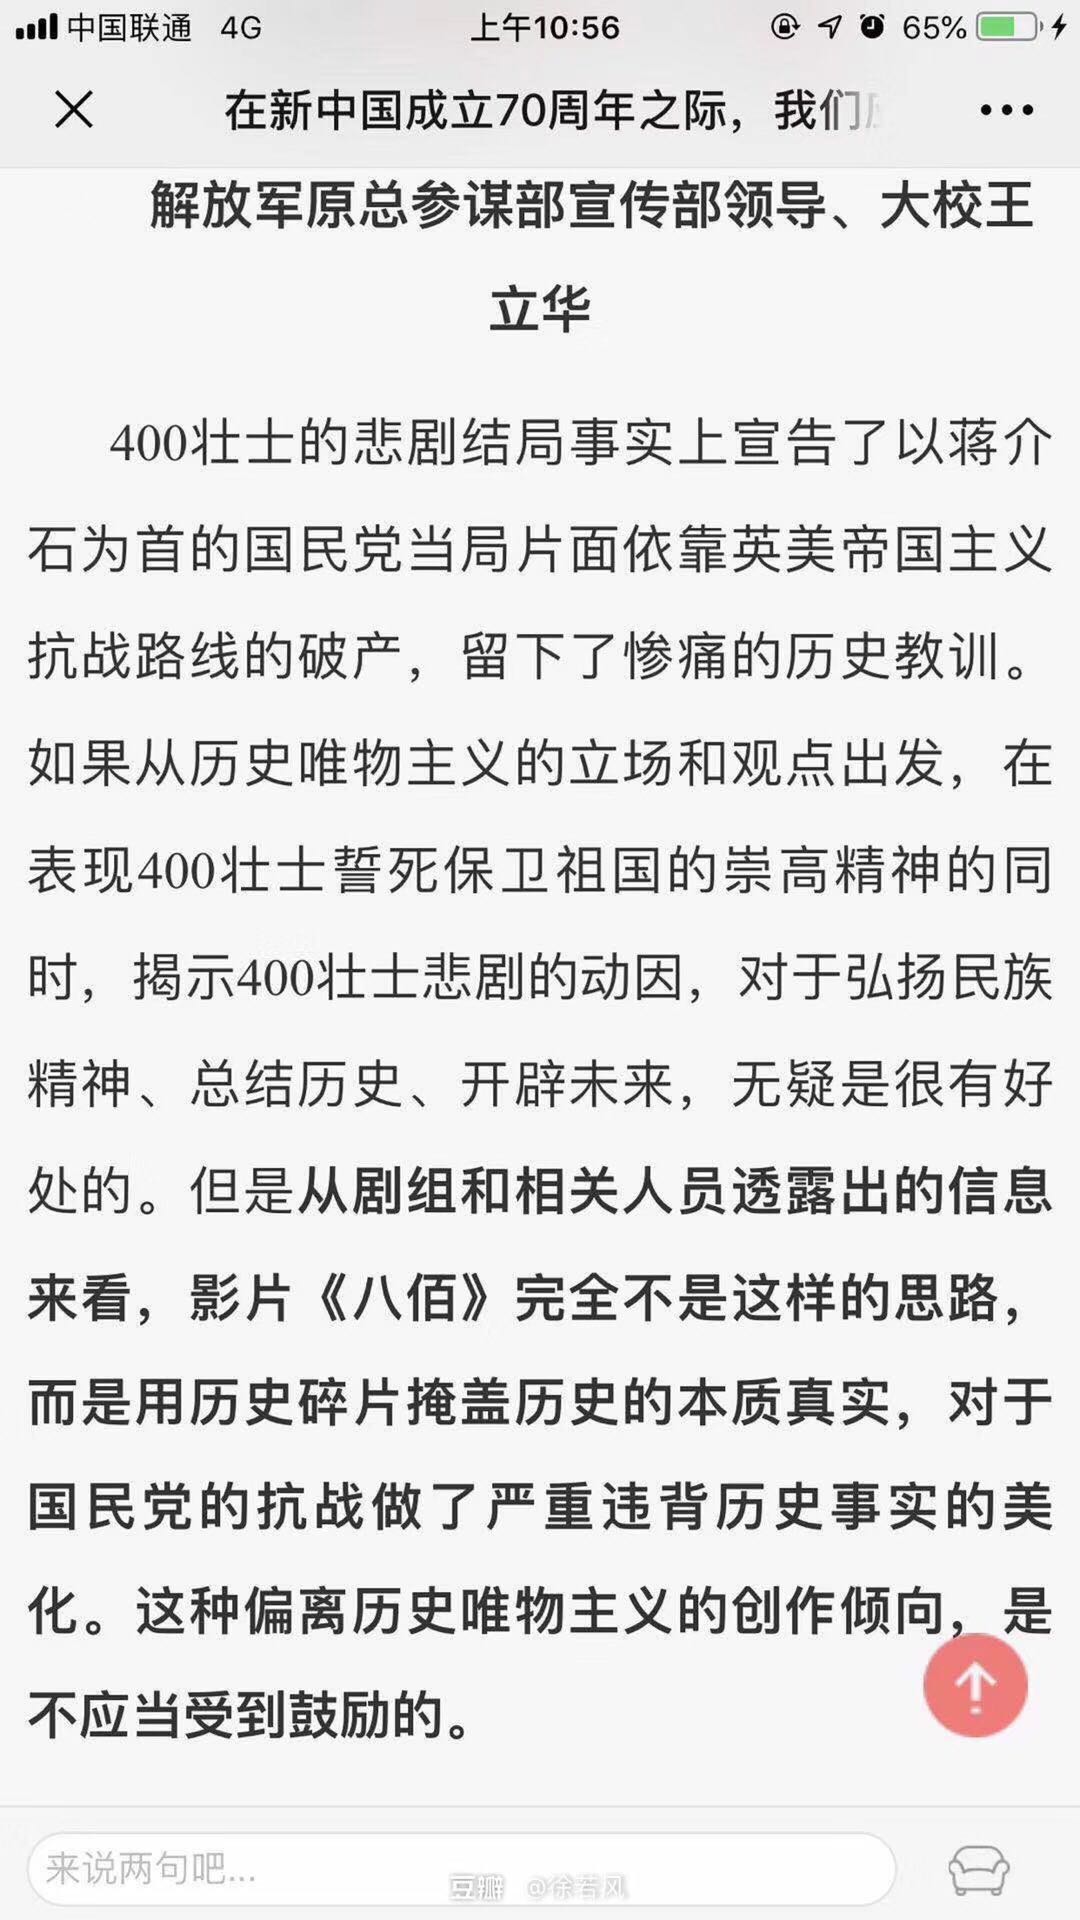 中国联通 4G 上午10:56 65%
在新中国成立70周年之际，我们
解放军原总参谋部宣传部领导、大校王
立华
400壮士的悲剧结局事实上宣告了以蒋介
石为首的国民党当局片面依靠英美帝国主义
抗战路线的破产，留下了惨痛的历史教训。
如果从历史唯物主义的立场和观点出发，在
表现400壮士誓死保卫祖国的崇高精神的同
时，揭示400壮士悲剧的动因，对于弘扬民族
精神、总结历史、开辟未来，无疑是很有好
处的。但是从剧组和相关人员透露出的信息
来看，影片《八佰》完全不是这样的思路，
而是用历史碎片掩盖历史的本质真实，对于
国民党的抗战做了严重违背历史事实的美
化。这种偏离历史唯物主义的创作倾向，是
不应当受到鼓励的。
来说两句吧...
豆瓣 @徐若风